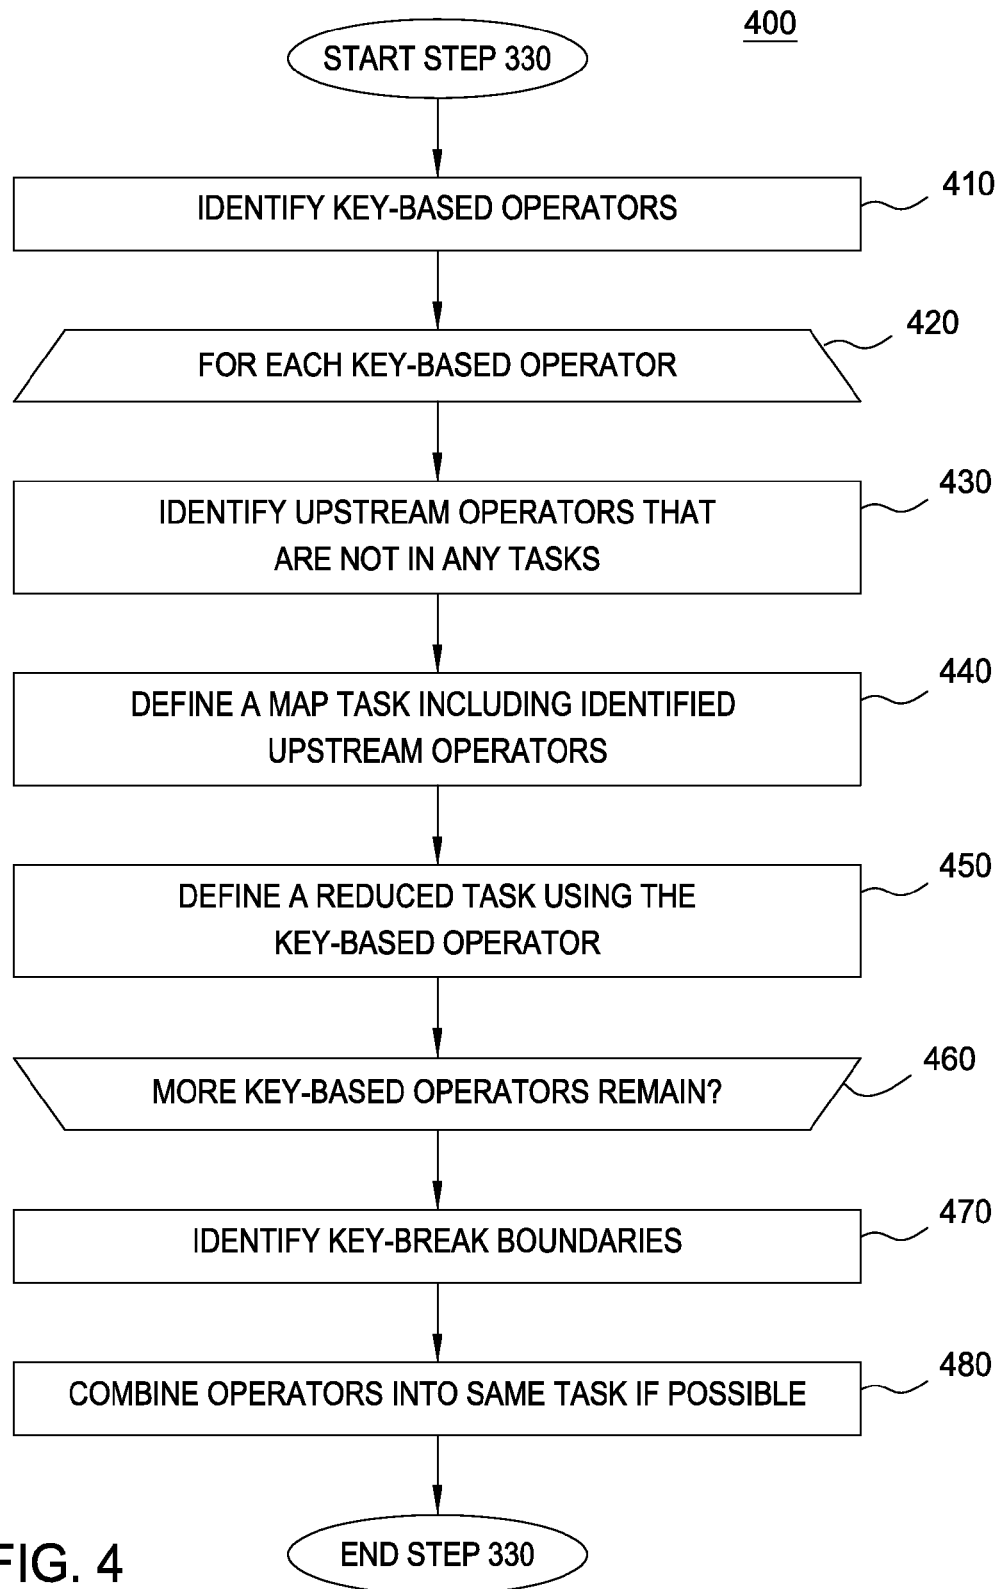 400
START STEP 330
IDENTIFY KEY-BASED OPERATORS
410
FOR EACH KEY-BASED OPERATOR
420
IDENTIFY UPSTREAM OPERATORS THAT
ARE NOT IN ANY TASKS
430
DEFINE A MAP TASK INCLUDING IDENTIFIED
UPSTREAM OPERATORS
440
DEFINE A REDUCED TASK USING THE
KEY-BASED OPERATOR
450
MORE KEY-BASED OPERATORS REMAIN?
460
IDENTIFY KEY-BREAK BOUNDARIES
470
COMBINE OPERATORS INTO SAME TASK IF POSSIBLE
480
END STEP 330
FIG. 4